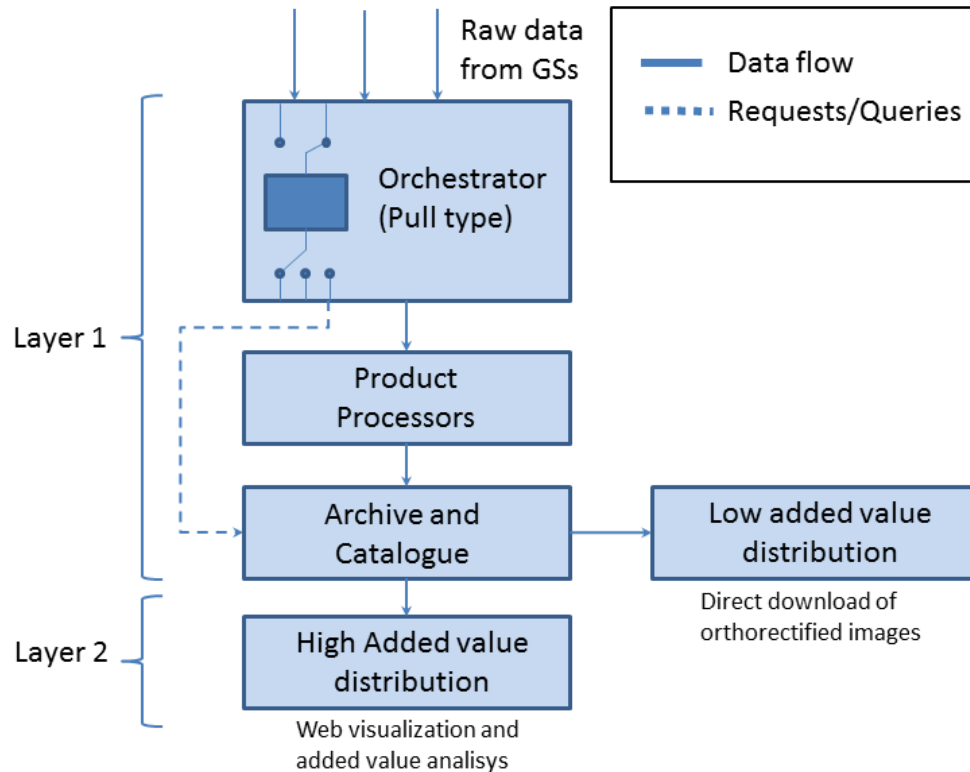 Raw data
from GSs
Data flow
Requests/Queries
Orchestrator
(Pull type)
Layer 1
Product
Processors
Archive and
Catalogue
Low added value
distribution
Direct download of
orthorectified images
Layer 2
High Added value
distribution
Web visualization and
added value analisys